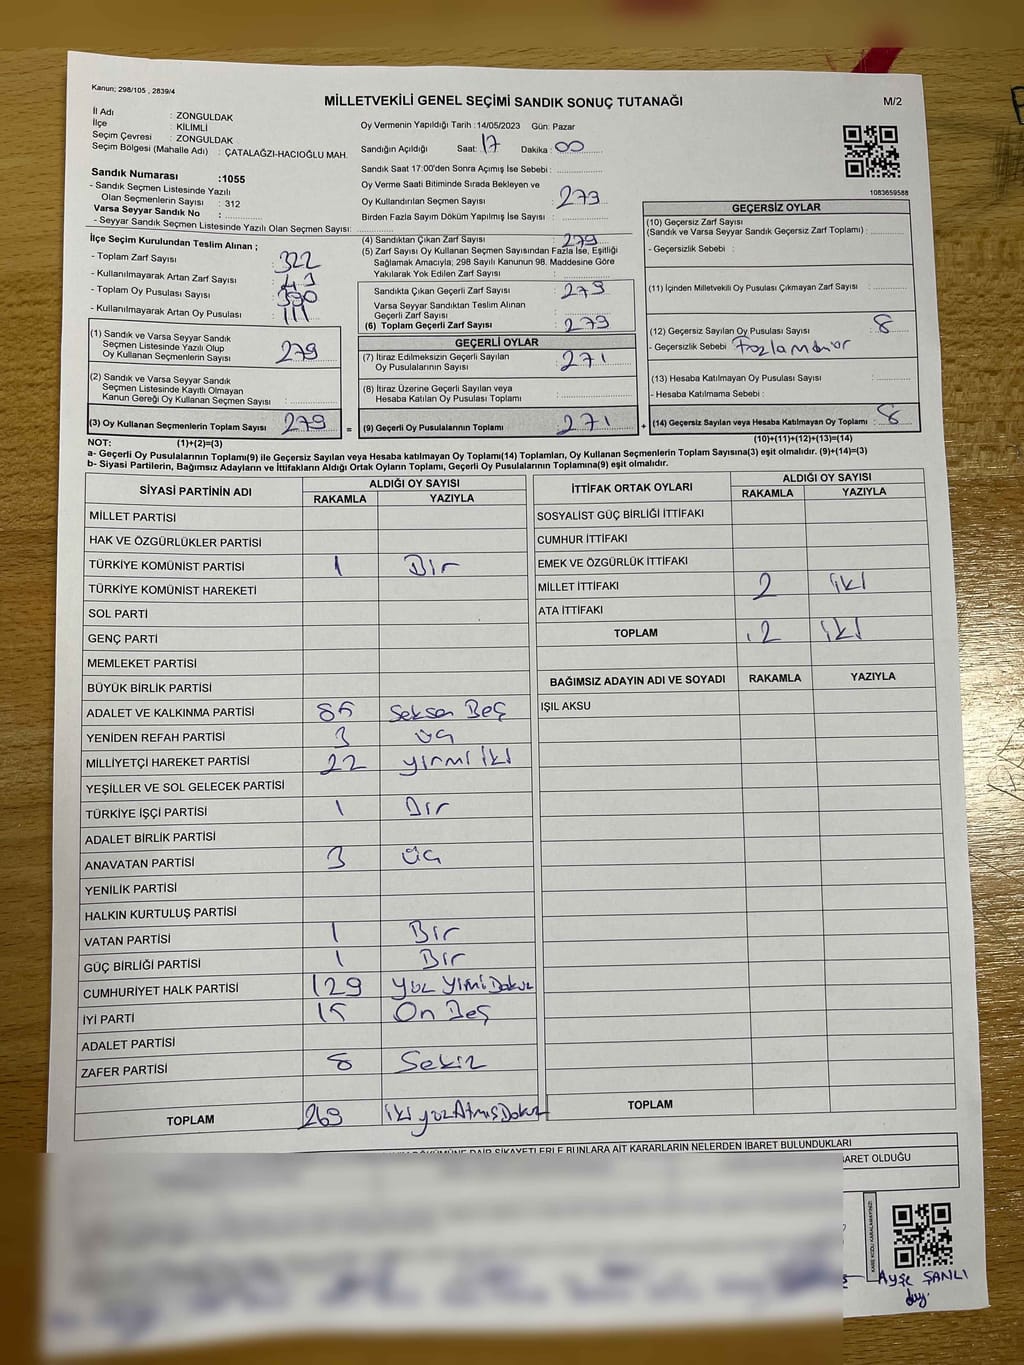 Kanun; 298/105 , 2839/4
MİLLETVEKİLİ GENEL SEÇİMİ SANDIK SONUÇ TUTANAĞI
M/2
İl Adı : ZONGULDAK
İlçe : KİLİMLİ
Seçim Çevresi : ZONGULDAK
Seçim Bölgesi (Mahalle Adı) : ÇATALAĞZI-HACIOĞLU MAH.
Oy Vermenin Yapıldığı Tarih :14/05/2023 Gün: Pazar
Sandığın Açıldığı Saat: 17 Dakika : 00
Sandık Saat 17:00'den Sonra Açımış İse Sebebi :
Oy Verme Saati Bitiminde Sırada Bekleyen ve
Oy Kullandırılan Seçmen Sayısı : 279
Birden Fazla Sayım Döküm Yapılmış İse Sayısı :
1083659588
Sandık Numarası :1055
- Sandık Seçmen Listesinde Yazılı
Olan Seçmenlerin Sayısı : 312
Varsa Seyyar Sandık No :
- Seyyar Sandık Seçmen Listesinde Yazılı Olan Seçmen Sayısı:
İlçe Seçim Kurulundan Teslim Alınan ;
- Toplam Zarf Sayısı : 322
- Kullanılmayarak Artan Zarf Sayısı : 43
- Toplam Oy Pusulası Sayısı : 390
- Kullanılmayarak Artan Oy Pusulası : 111
(4) Sandıktan Çıkan Zarf Sayısı : 279
(5) Zarf Sayısı Oy Kullanan Seçmen Sayısından Fazla İse, Eşitliği
Sağlamak Amacıyla; 298 Sayılı Kanunun 98. Maddesine Göre
Yakılarak Yok Edilen Zarf Sayısı :
Sandıkta Çıkan Geçerli Zarf Sayısı : 279
Varsa Seyyar Sandıktan Teslim Alınan
Geçerli Zarf Sayısı :
(6) Toplam Geçerli Zarf Sayısı : 279
GEÇERSİZ OYLAR
(10) Geçersiz Zarf Sayısı
(Sandık ve Varsa Seyyar Sandık Geçersiz Zarf Toplamı) :
- Geçersizlik Sebebi :
(11) İçinden Milletvekili Oy Pusulası Çıkmayan Zarf Sayısı :
(12) Geçersiz Sayılan Oy Pusulası Sayısı : 8
- Geçersizlik Sebebi :
(13) Hesaba Katılmayan Oy Pusulası Sayısı :
- Hesaba Katılmama Sebebi :
(14) Geçersiz Sayılan veya Hesaba Katılmayan Oy Toplamı : 8
(1) Sandık ve Varsa Seyyar Sandık
Seçmen Listesinde Yazılı Olup
Oy Kullanan Seçmenlerin Sayısı : 279
(2) Sandık ve Varsa Seyyar Sandık
Seçmen Listesinde Kayıtlı Olmayan
Kanun Gereği Oy Kullanan Seçmen Sayısı :
(3) Oy Kullanan Seçmenlerin Toplam Sayısı : 279
=
GEÇERLİ OYLAR
(7) İtiraz Edilmeksizin Geçerli Sayılan
Oy Pusulalarının Sayısı : 271
(8) İtiraz Üzerine Geçerli Sayılan veya
Hesaba Katılan Oy Pusulası Toplamı :
(9) Geçerli Oy Pusulalarının Toplamı : 271
+
NOT: (1)+(2)=(3)
(10)+(11)+(12)+(13)=(14)
a- Geçerli Oy Pusulalarının Toplamı(9) ile Geçersiz Sayılan veya Hesaba katılmayan Oy Toplamı(14) Toplamları, Oy Kullanan Seçmenlerin Toplam Sayısına(3) eşit olmalıdır. (9)+(14)=(3)
b- Siyasi Partilerin, Bağımsız Adayların ve İttifakların Aldığı Ortak Oyların Toplamı, Geçerli Oy Pusulalarının Toplamına(9) eşit olmalıdır.
SİYASİ PARTİNİN ADI ALDIĞI OY SAYISI
RAKAMLA YAZIYLA
MİLLET PARTİSİ
HAK VE ÖZGÜRLÜKLER PARTİSİ
TÜRKİYE KOMÜNİST PARTİSİ 1 Bir
TÜRKİYE KOMÜNİST HAREKETİ
SOL PARTİ
GENÇ PARTİ
MEMLEKET PARTİSİ
BÜYÜK BİRLİK PARTİSİ
ADALET VE KALKINMA PARTİSİ 85 Seksen Beş
YENİDEN REFAH PARTİSİ 3 üç
MİLLİYETÇİ HAREKET PARTİSİ 22 yirmi iki
YEŞİLLER VE SOL GELECEK PARTİSİ
TÜRKİYE İŞÇİ PARTİSİ 1 Bir
ADALET BİRLİK PARTİSİ
ANAVATAN PARTİSİ 3 üç
YENİLİK PARTİSİ
HALKIN KURTULUŞ PARTİSİ
VATAN PARTİSİ 1 Bir
GÜÇ BİRLİĞİ PARTİSİ 1 Bir
CUMHURİYET HALK PARTİSİ 129 yüz yirmi Dokuz
İYİ PARTİ 15 On Beş
ADALET PARTİSİ
ZAFER PARTİSİ 8 Sekiz
TOPLAM 269 iki yüz Atmış Dokuz
İTTİFAK ORTAK OYLARI ALDIĞI OY SAYISI
RAKAMLA YAZIYLA
SOSYALİST GÜÇ BİRLİĞİ İTTİFAKI
CUMHUR İTTİFAKI
EMEK VE ÖZGÜRLÜK İTTİFAKI
MİLLET İTTİFAKI 2 iki
ATA İTTİFAKI
TOPLAM 2 iki
BAĞIMSIZ ADAYIN ADI VE SOYADI RAKAMLA YAZIYLA
IŞIL AKSU
TOPLAM
DÖKÜMÜNE DAİR ŞİKAYETLERLE BUNLARA AİT KARARLARIN NELERDEN İBARET BULUNDUKLARI
BARET OLDUĞU
Ayşe ŞANLI